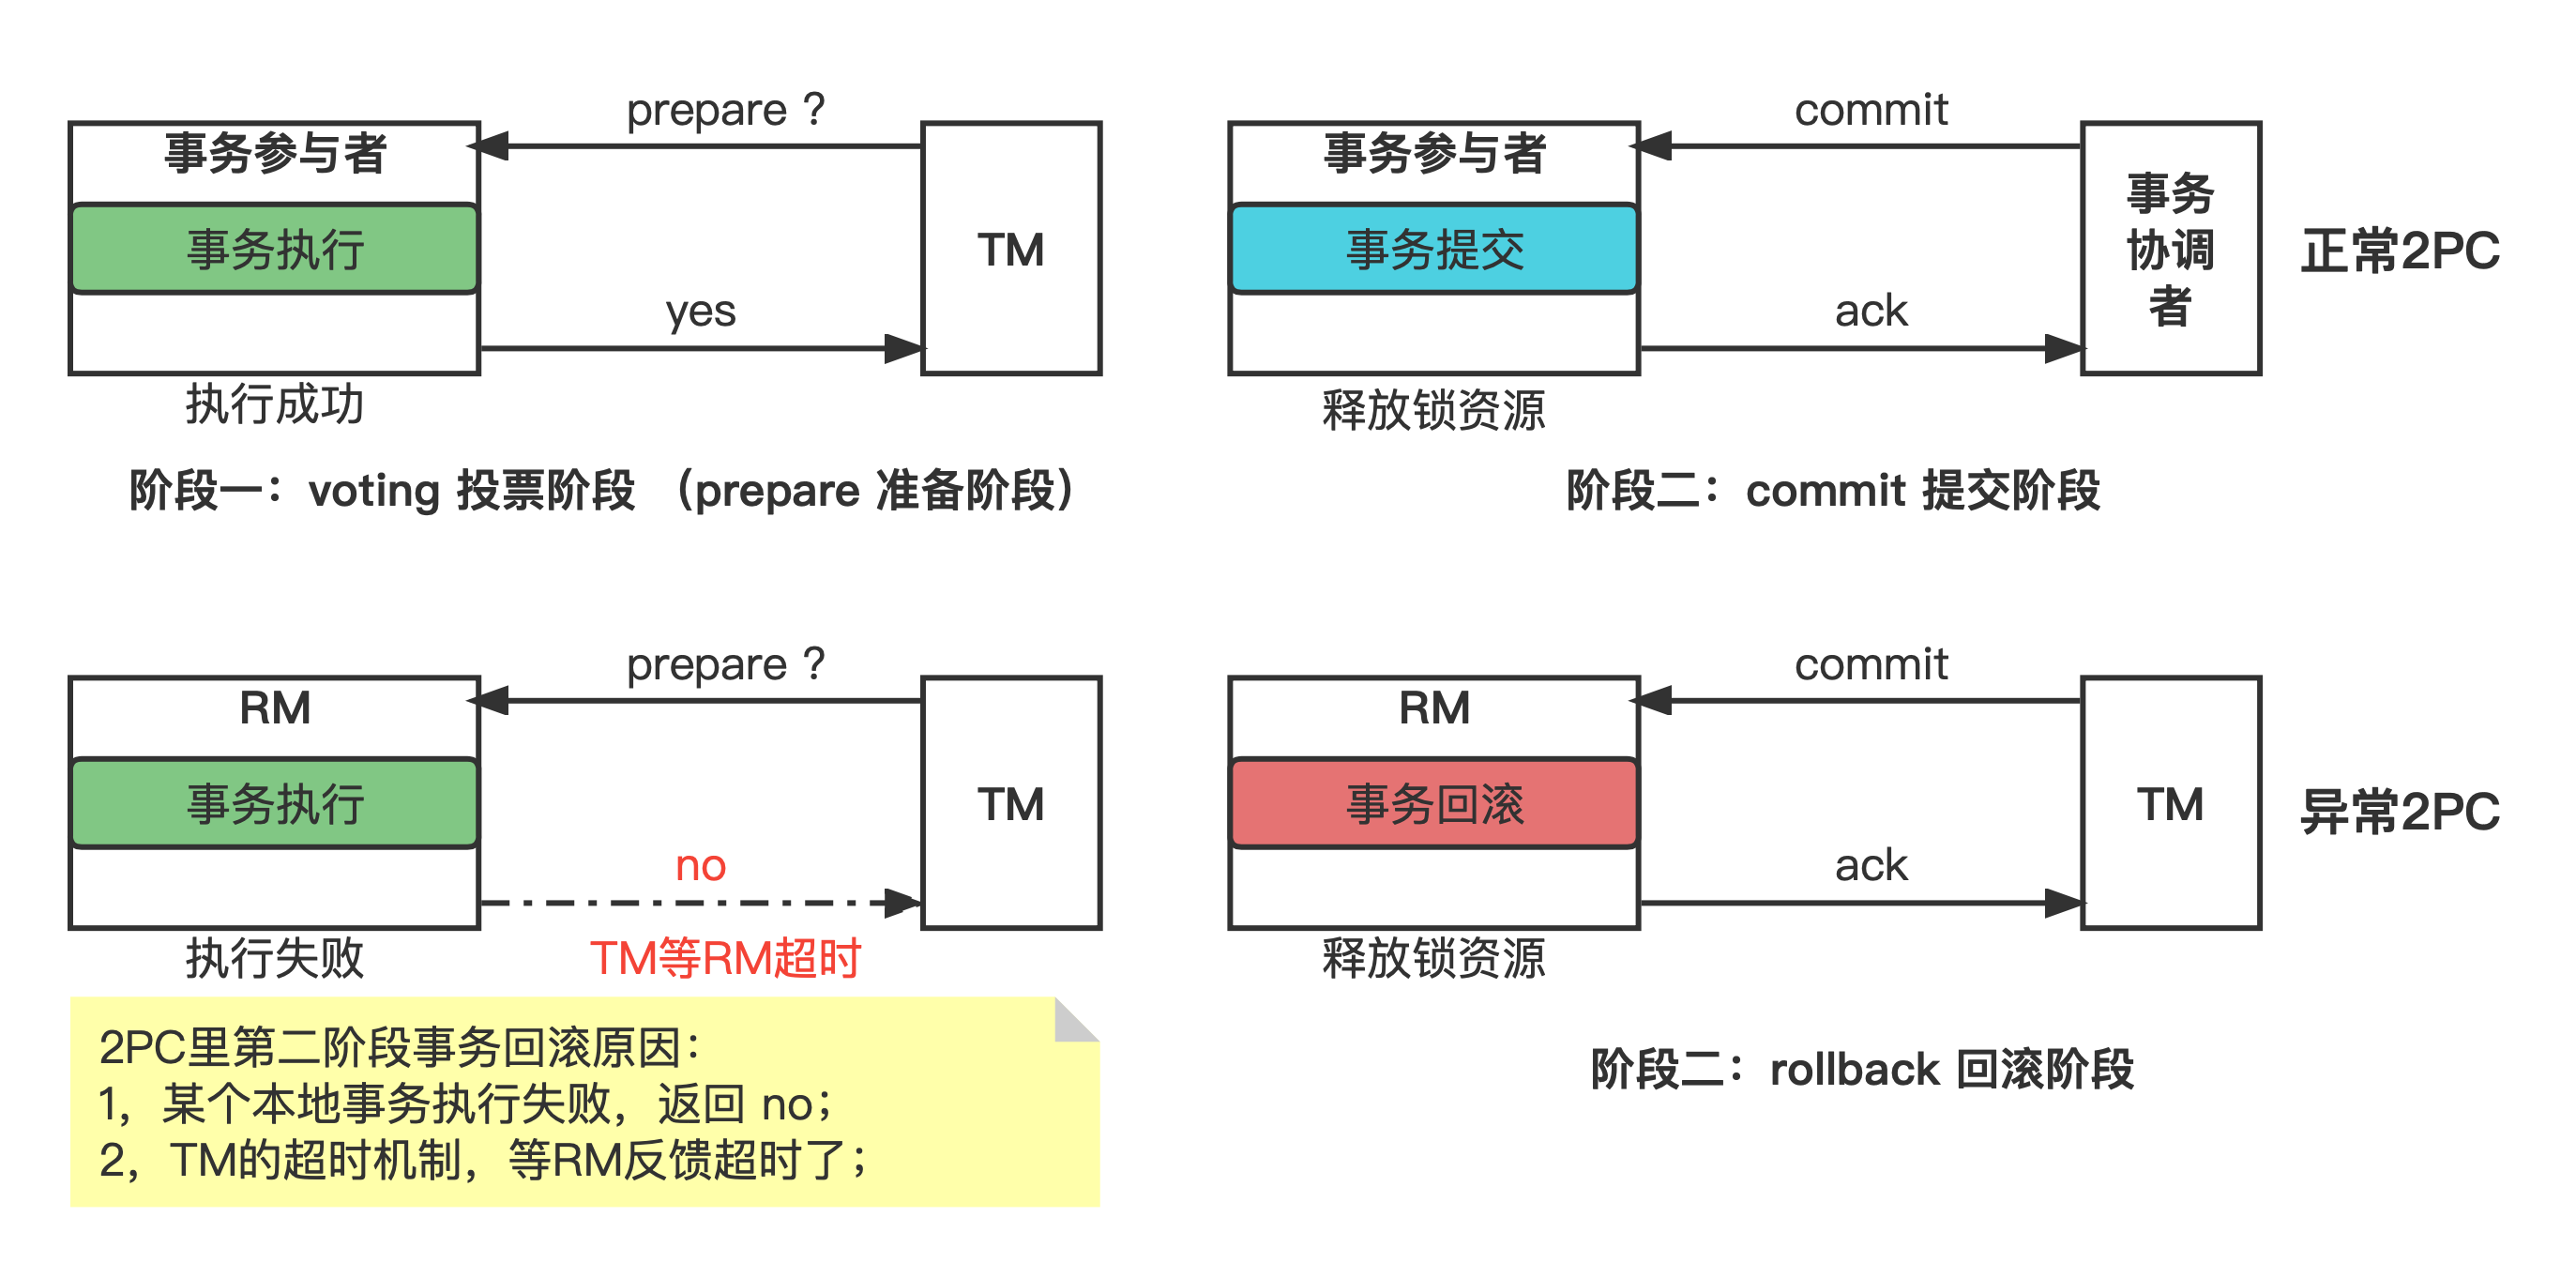 prepare ?
事务参与者
事务执行
TM
yes
执行成功
阶段一：voting 投票阶段 （prepare 准备阶段）
commit
事务参与者
事务提交
事务
协调
者
ack
释放锁资源
正常2PC
阶段二：commit 提交阶段
prepare ?
RM
事务执行
TM
no
执行失败
TM等RM超时
commit
RM
事务回滚
TM
ack
释放锁资源
异常2PC
2PC里第二阶段事务回滚原因：
1，某个本地事务执行失败，返回 no；
2，TM的超时机制，等RM反馈超时了；
阶段二：rollback 回滚阶段